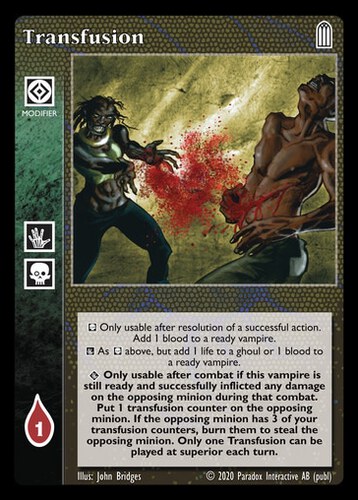 Transfusion
MODIFIER
Only usable after resolution of a successful action.
Add 1 blood to a ready vampire.
As above, but add 1 life to a ghoul or 1 blood to
a ready vampire.
Only usable after combat if this vampire is
still ready and successfully inflicted any damage
on the opposing minion during that combat.
Put 1 transfusion counter on the opposing
minion. If the opposing minion has 3 of your
transfusion counters, burn them to steal the
opposing minion. Only one Transfusion can be
played at superior each turn.
1
Illus: John Bridges © 2020 Paradox Interactive AB (publ)